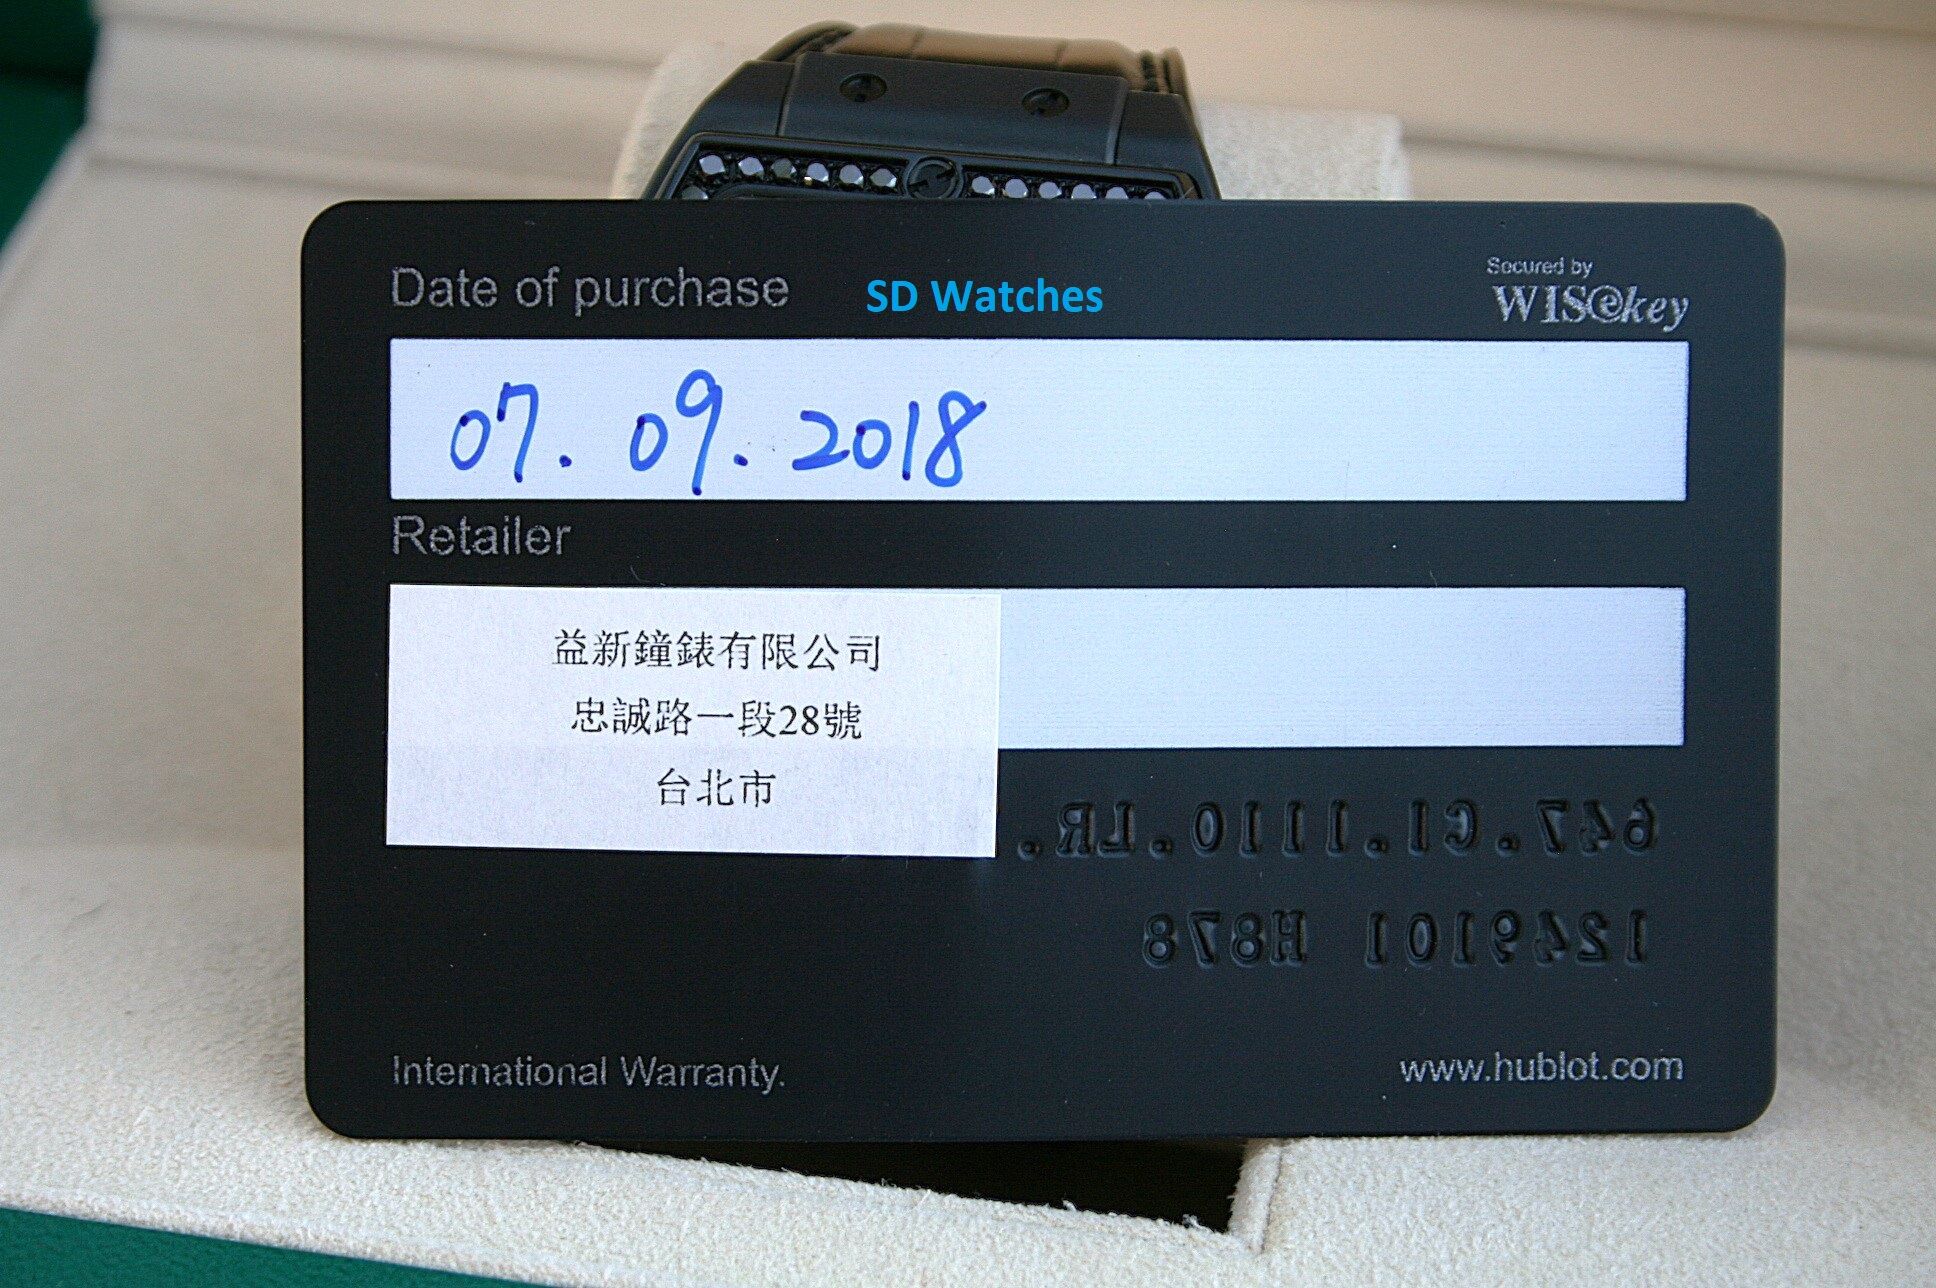 Date of purchase
SD Watches
Secured by
WISekey
07.09.2018
Retailer
益新鐘錶有限公司
忠誠路一段28號
台北市
647.CI.1110.LR.
1249101 H878
International Warranty.
www.hublot.com